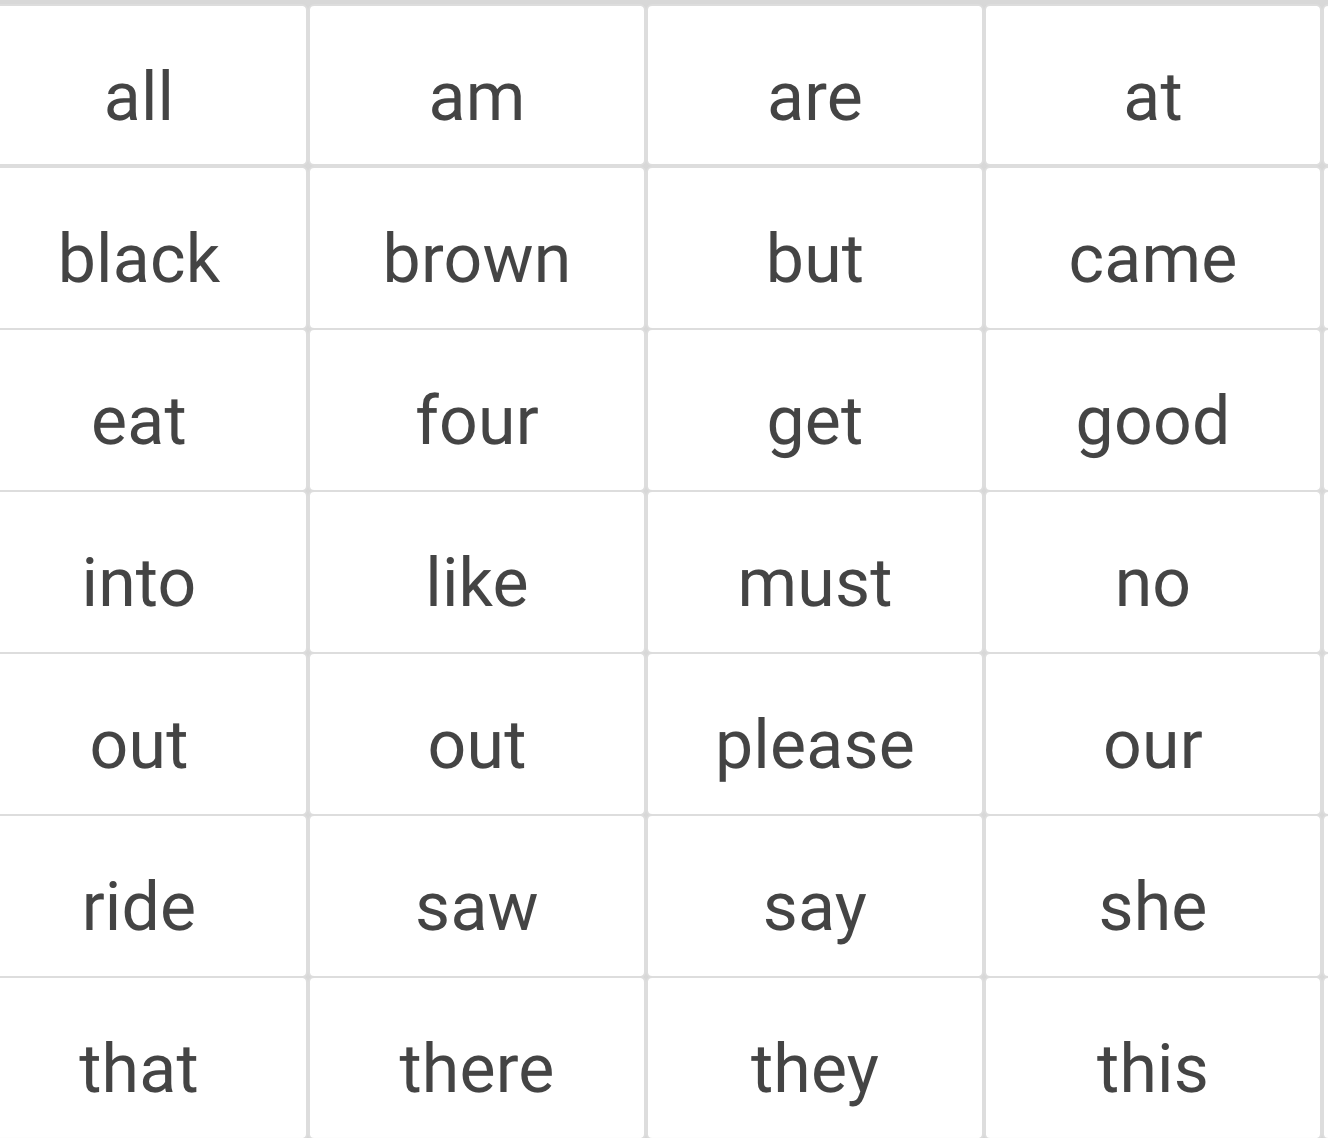 all am are at
black brown but came
eat four get good
into like must no
out out please our
ride saw say she
that there they this